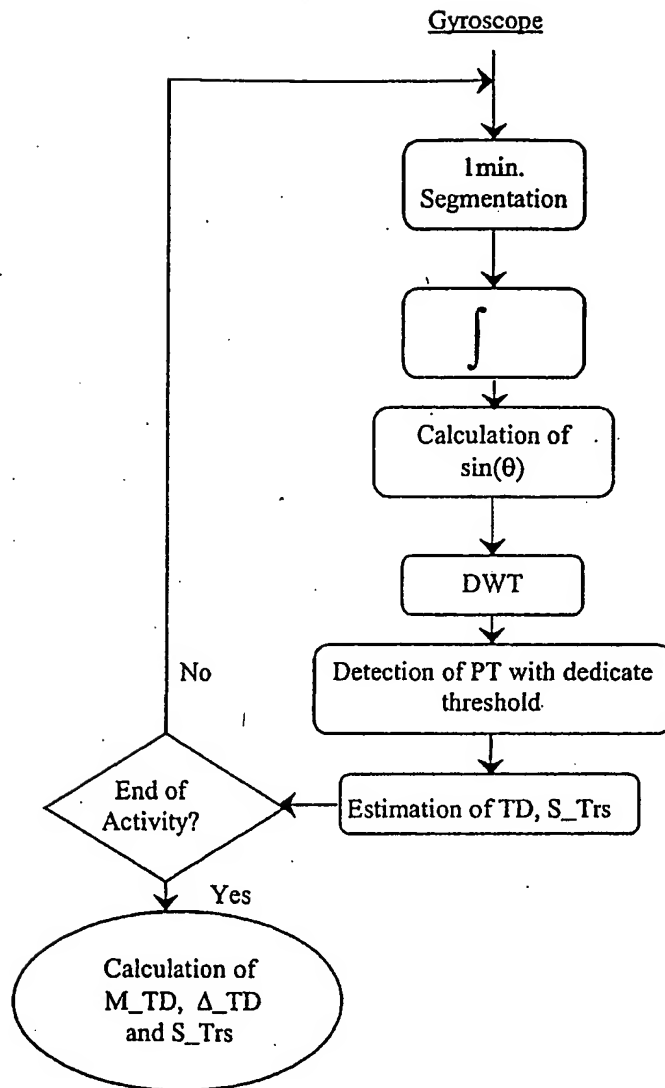 Gyroscope
1min.
Segmentation
∫
Calculation of
sin(θ)
DWT
Detection of PT with dedicate
threshold
Estimation of TD, S_Trs
End of
Activity?
No
Yes
Calculation of
M_TD, Δ_TD
and S_Trs